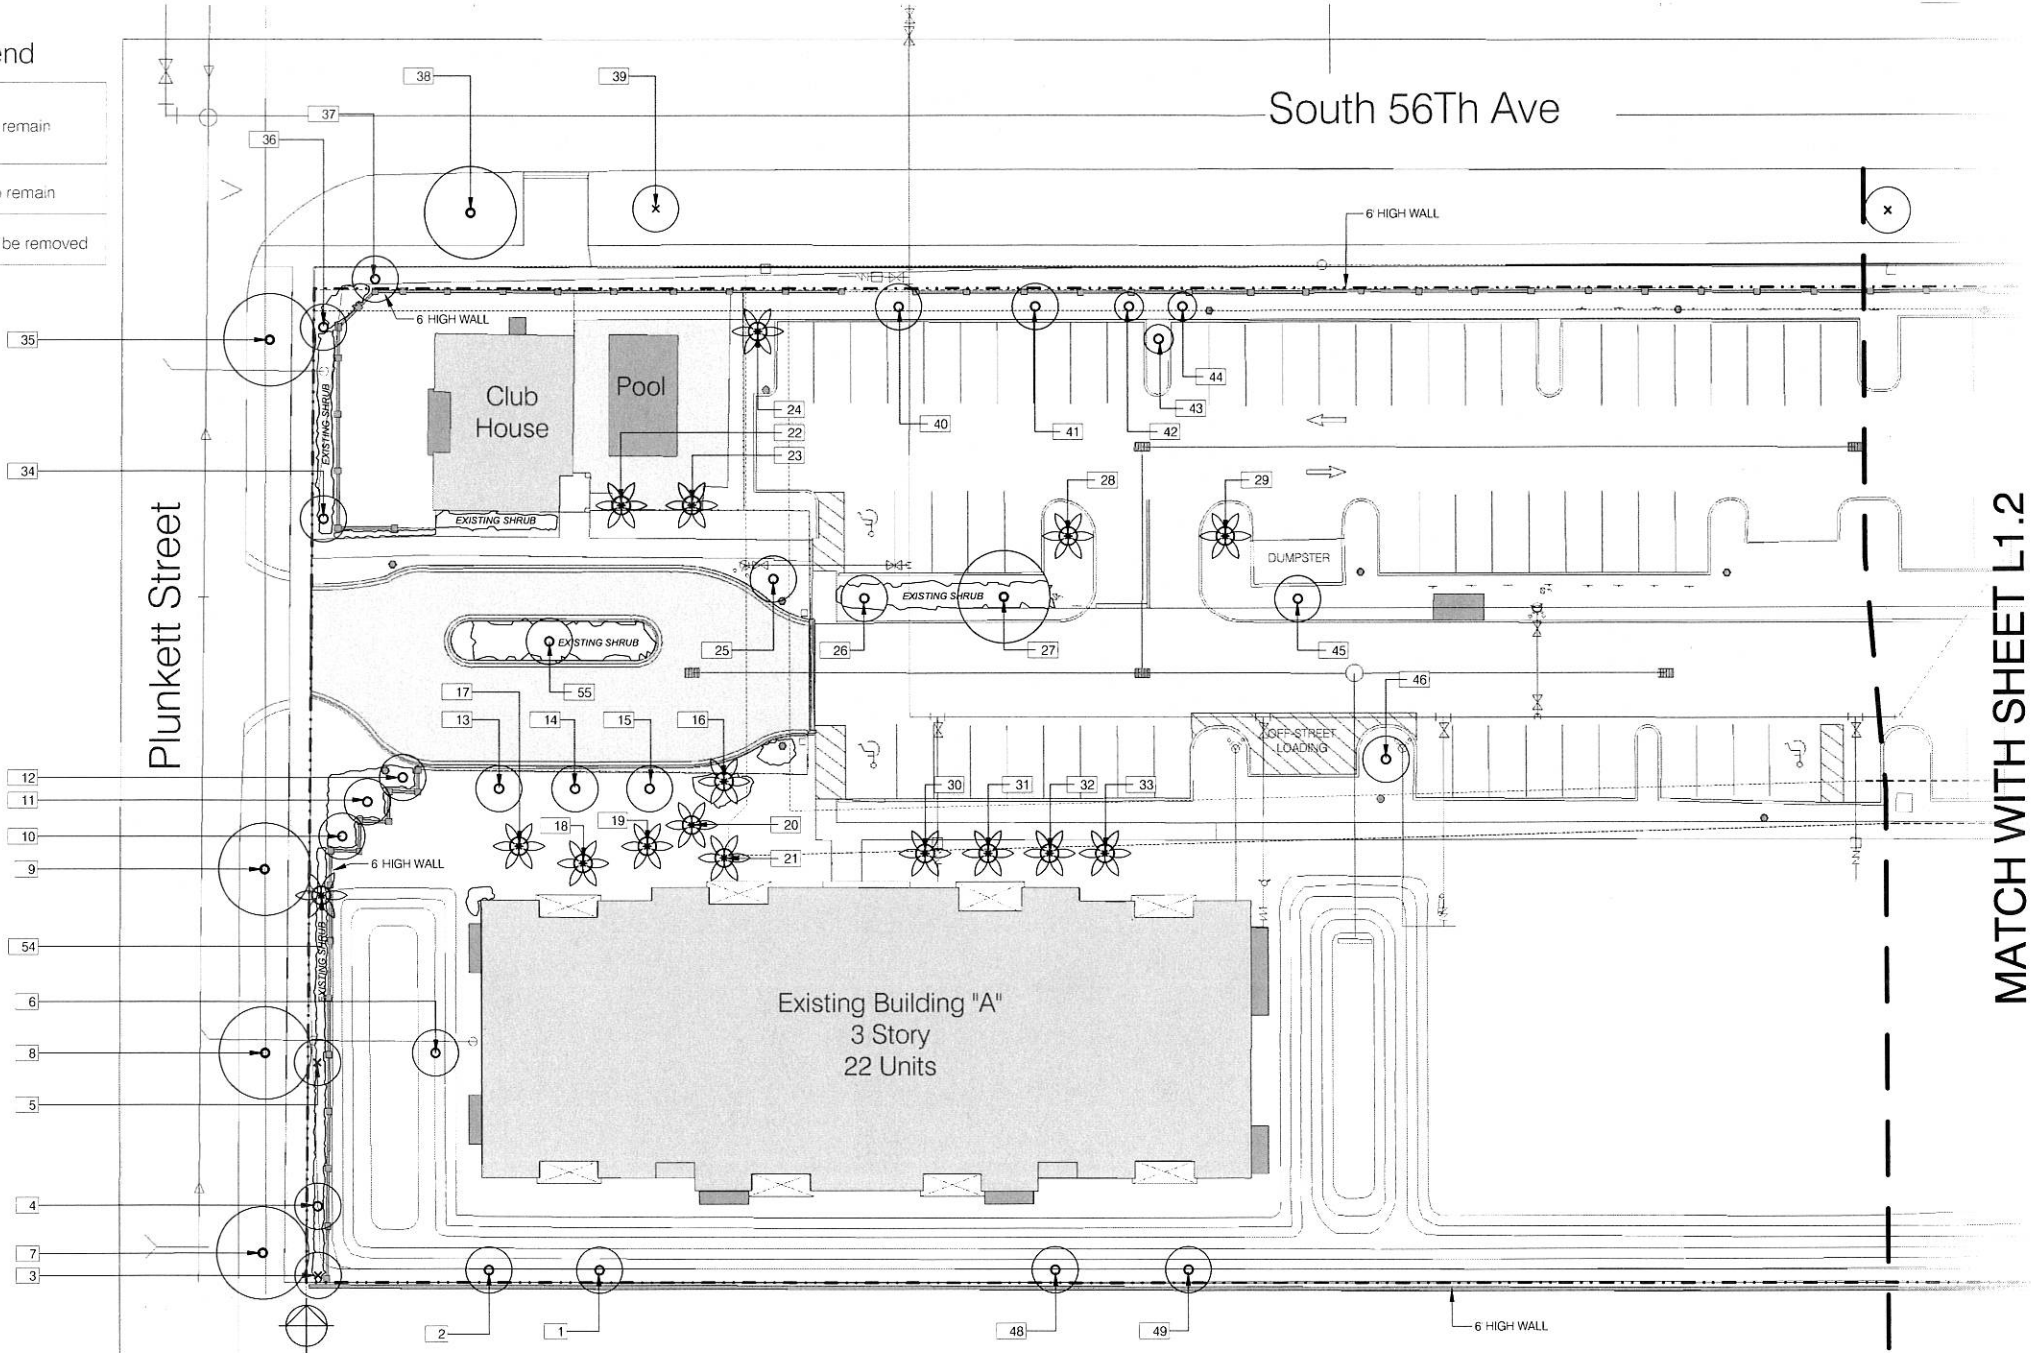 end
remain
remain
be removed
38
39
37
36
South 56Th Ave
6' HIGH WALL
6 HIGH WALL
35
Club
House
Pool
EXISTING SHRUB
24
22
23
40
41
42
43
44
34
EXISTING SHRUB
28
29
DUMPSTER
EXISTING SHRUB
Plunkett Street
EXISTING SHRUB
25
26
27
45
55
46
17
13
14
15
16
OFF-STREET
LOADING
MATCH WITH SHEET L1.2
12
11
10
9
30
31
32
33
18
19
20
21
6 HIGH WALL
54
EXISTING SHRUB
6
8
5
Existing Building "A"
3 Story
22 Units
4
7
3
2
1
48
49
6' HIGH WALL